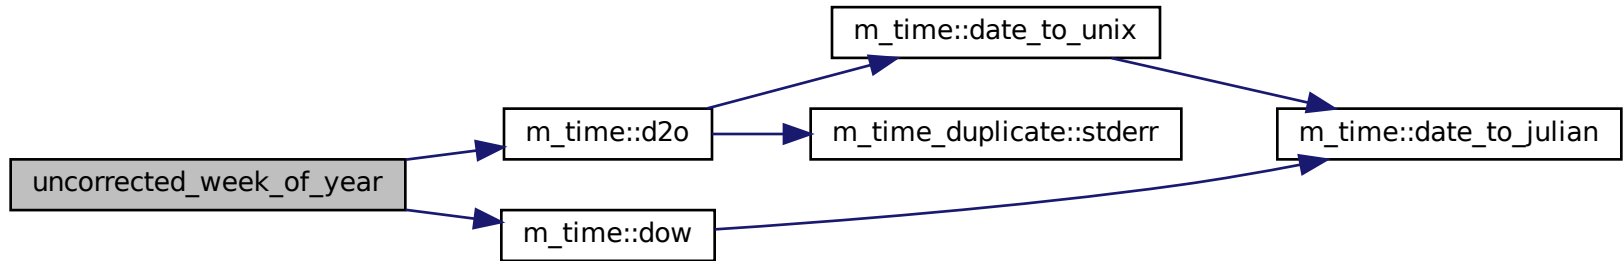 m_time::date_to_unix
m_time::d2o
m_time_duplicate::stderr
m_time::date_to_julian
uncorrected_week_of_year
m_time::dow